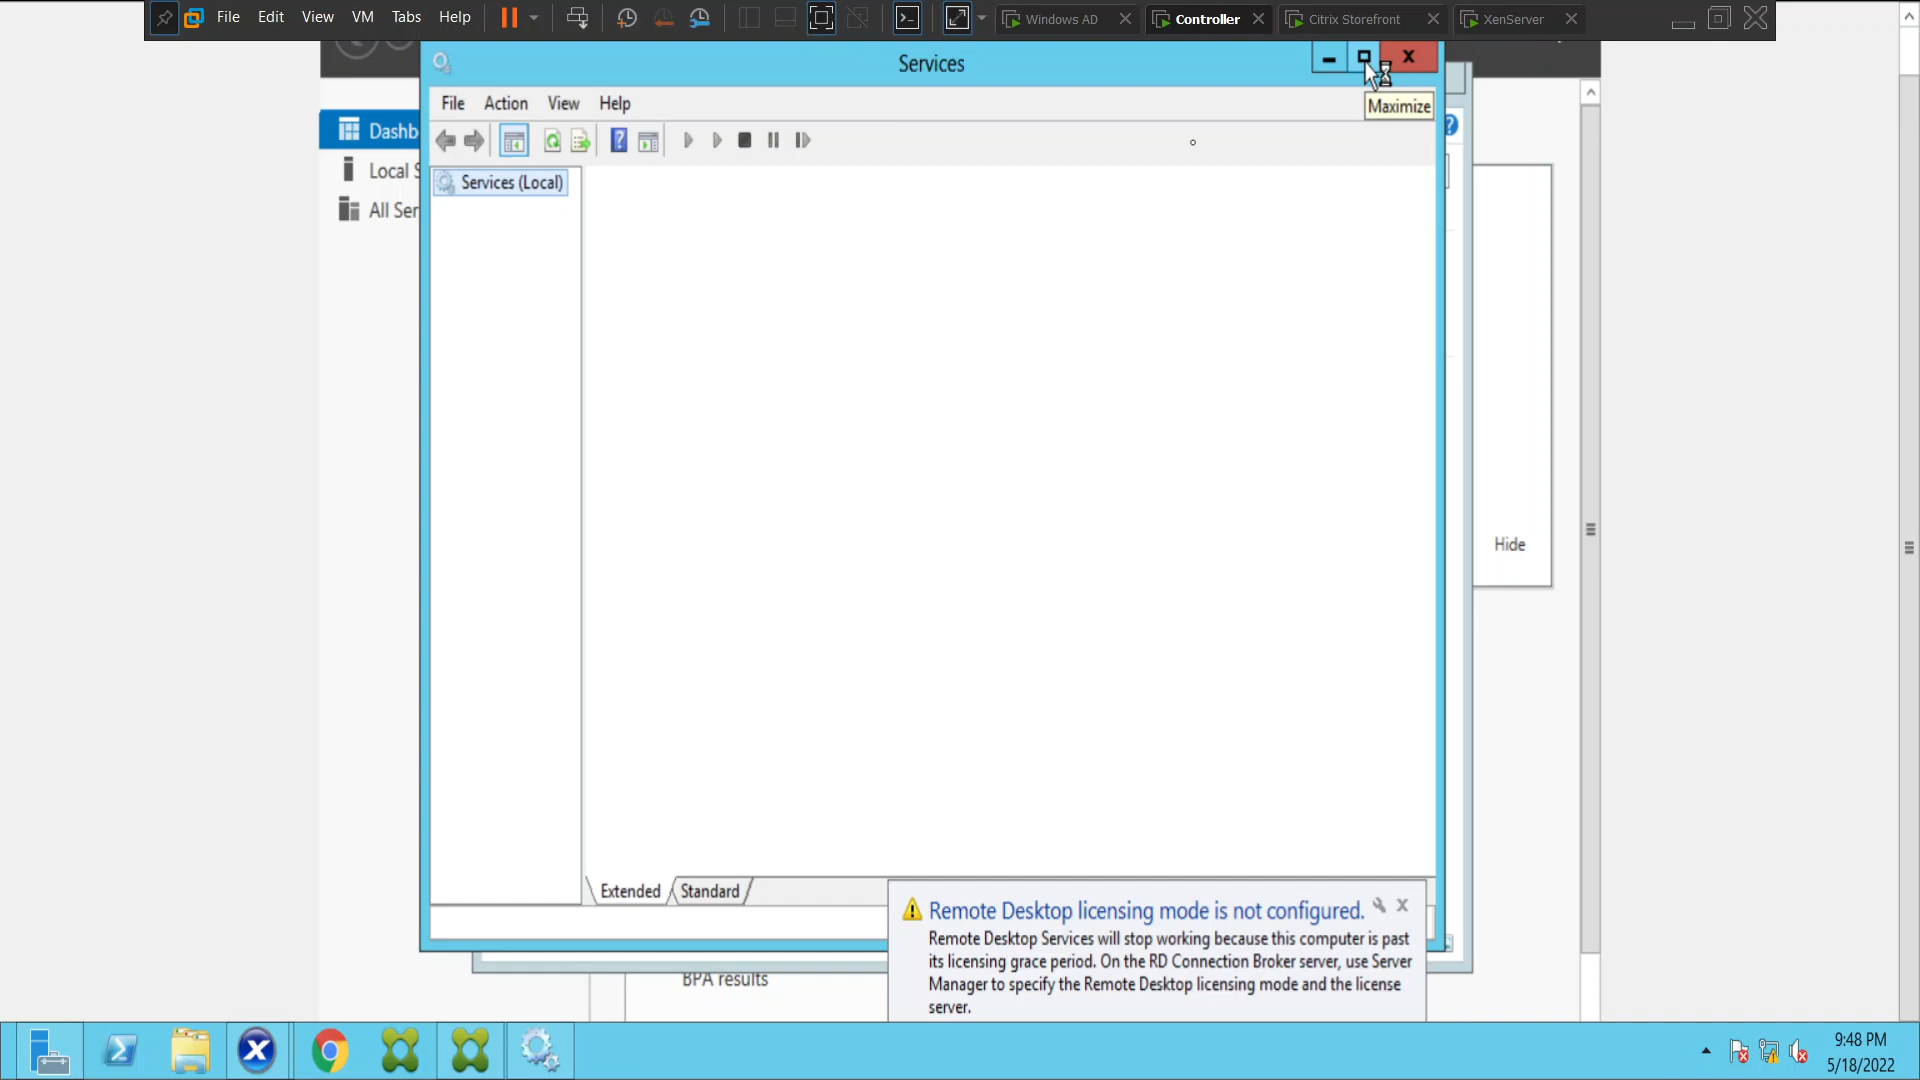 File Edit View VM Tabs Help
Windows AD
Controller
Citrix Storefront
XenServer
Services
File Action View Help
Maximize
Dashb
Local S
All Ser
Services (Local)
Hide
Extended
Standard
Remote Desktop licensing mode is not configured.
Remote Desktop Services will stop working because this computer is past
its licensing grace period. On the RD Connection Broker server, use Server
Manager to specify the Remote Desktop licensing mode and the license
server.
BPA results
9:48 PM
5/18/2022